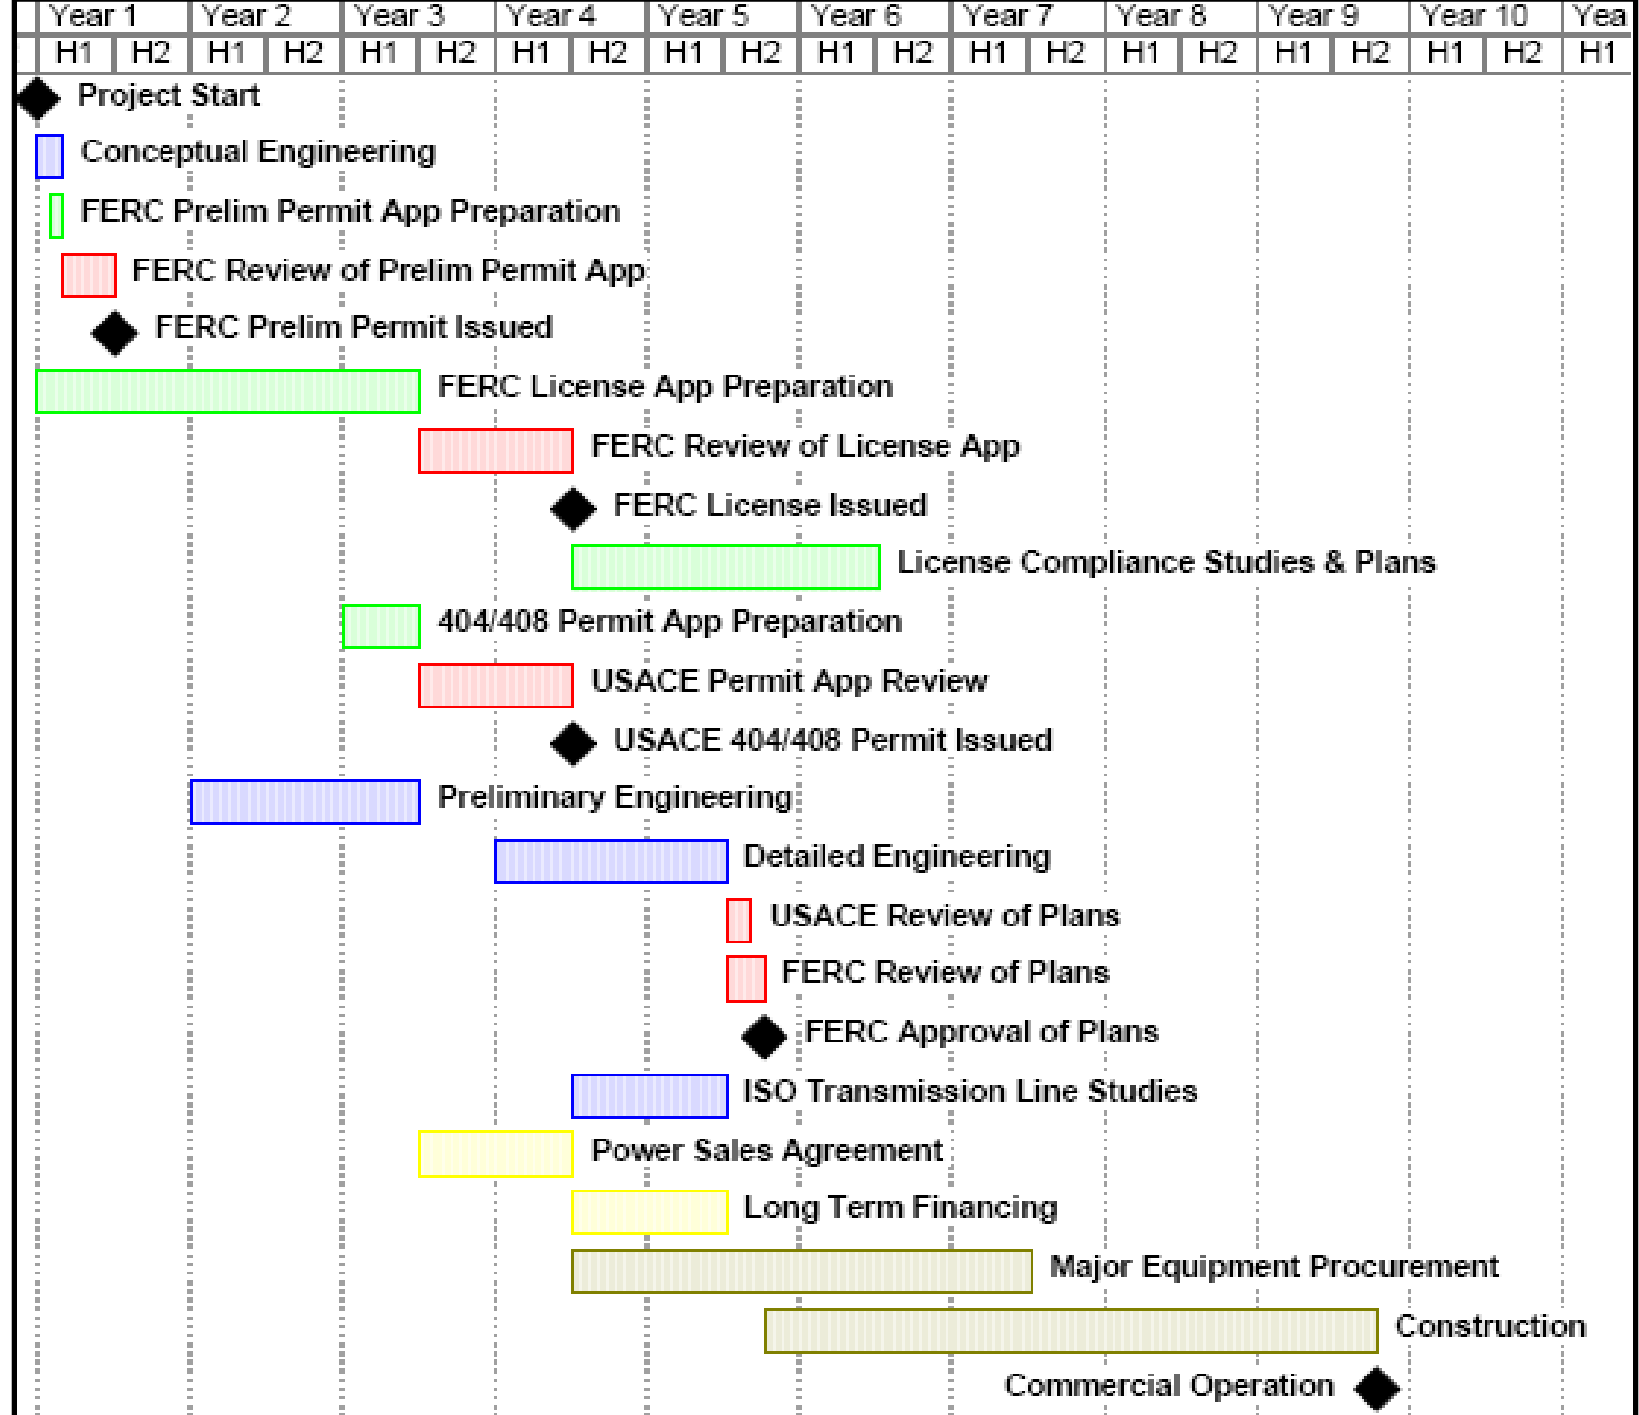 Year 1 Year 2 Year 3 Year 4 Year 5 Year 6 Year 7 Year 8 Year 9 Year 10 Yea
H1 H2 H1 H2 H1 H2 H1 H2 H1 H2 H1 H2 H1 H2 H1 H2 H1 H2 H1 H2 H1
Project Start
Conceptual Engineering
FERC Prelim Permit App Preparation
FERC Review of Prelim Permit App
FERC Prelim Permit Issued
FERC License App Preparation
FERC Review of License App
FERC License Issued
License Compliance Studies & Plans
404/408 Permit App Preparation
USACE Permit App Review
USACE 404/408 Permit Issued
Preliminary Engineering
Detailed Engineering
USACE Review of Plans
FERC Review of Plans
FERC Approval of Plans
ISO Transmission Line Studies
Power Sales Agreement
Long Term Financing
Major Equipment Procurement
Construction
Commercial Operation